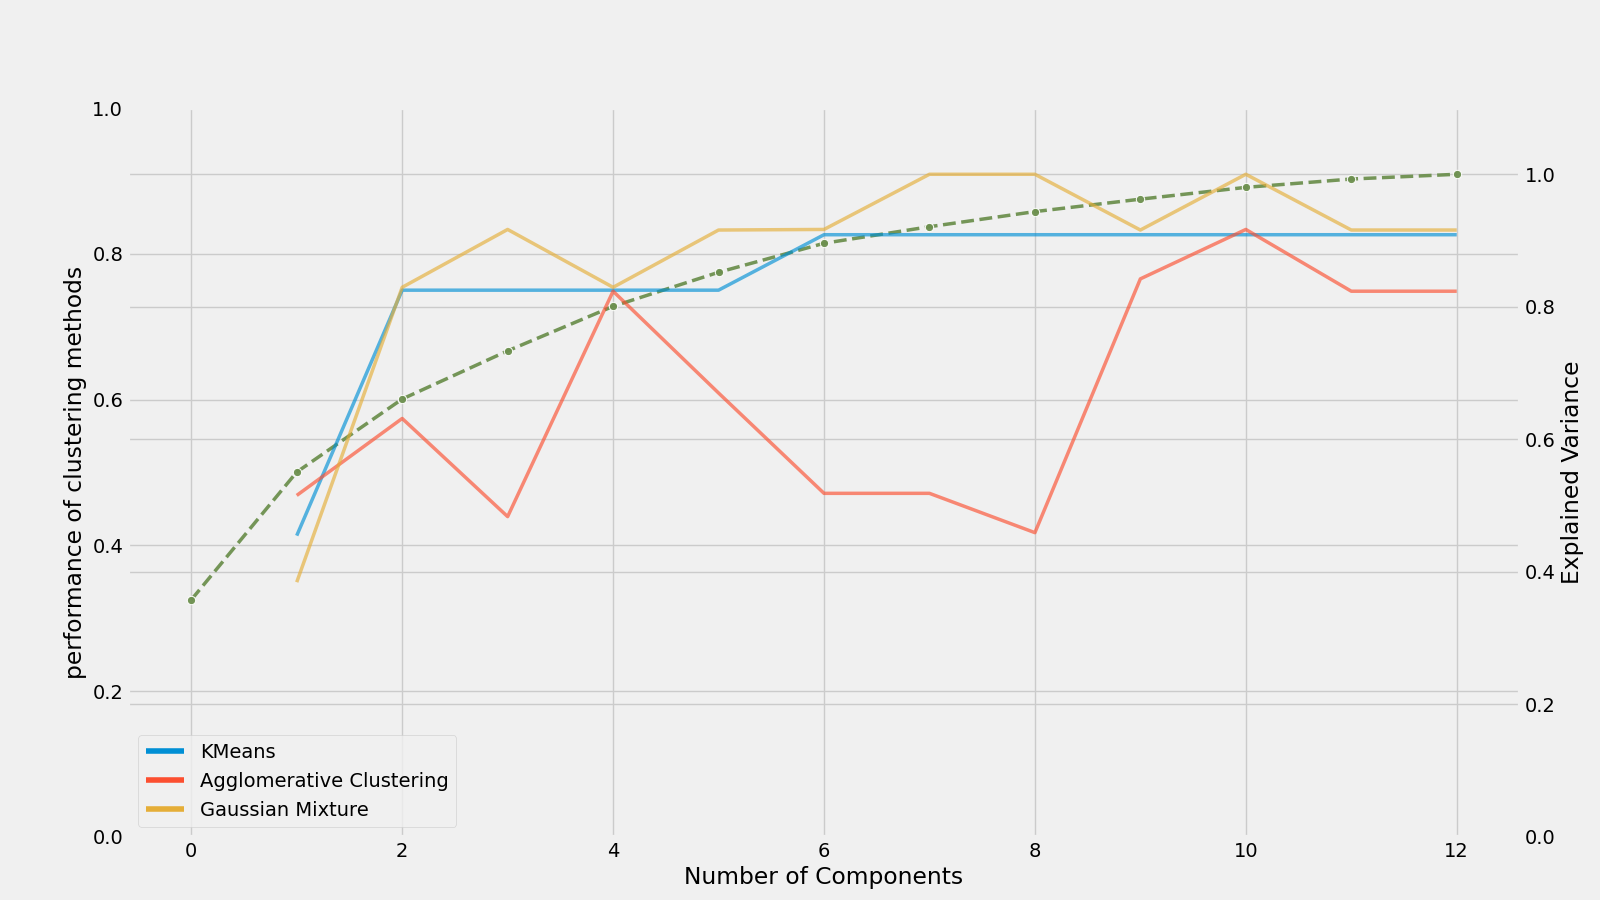 performance of clustering methods
1.0
0.8
0.6
0.4
0.2
0.0
KMeans
Agglomerative Clustering
Gaussian Mixture
0 2 4 6 8 10 12
Number of Components
1.0
0.8
0.6
0.4
0.2
0.0
Explained Variance